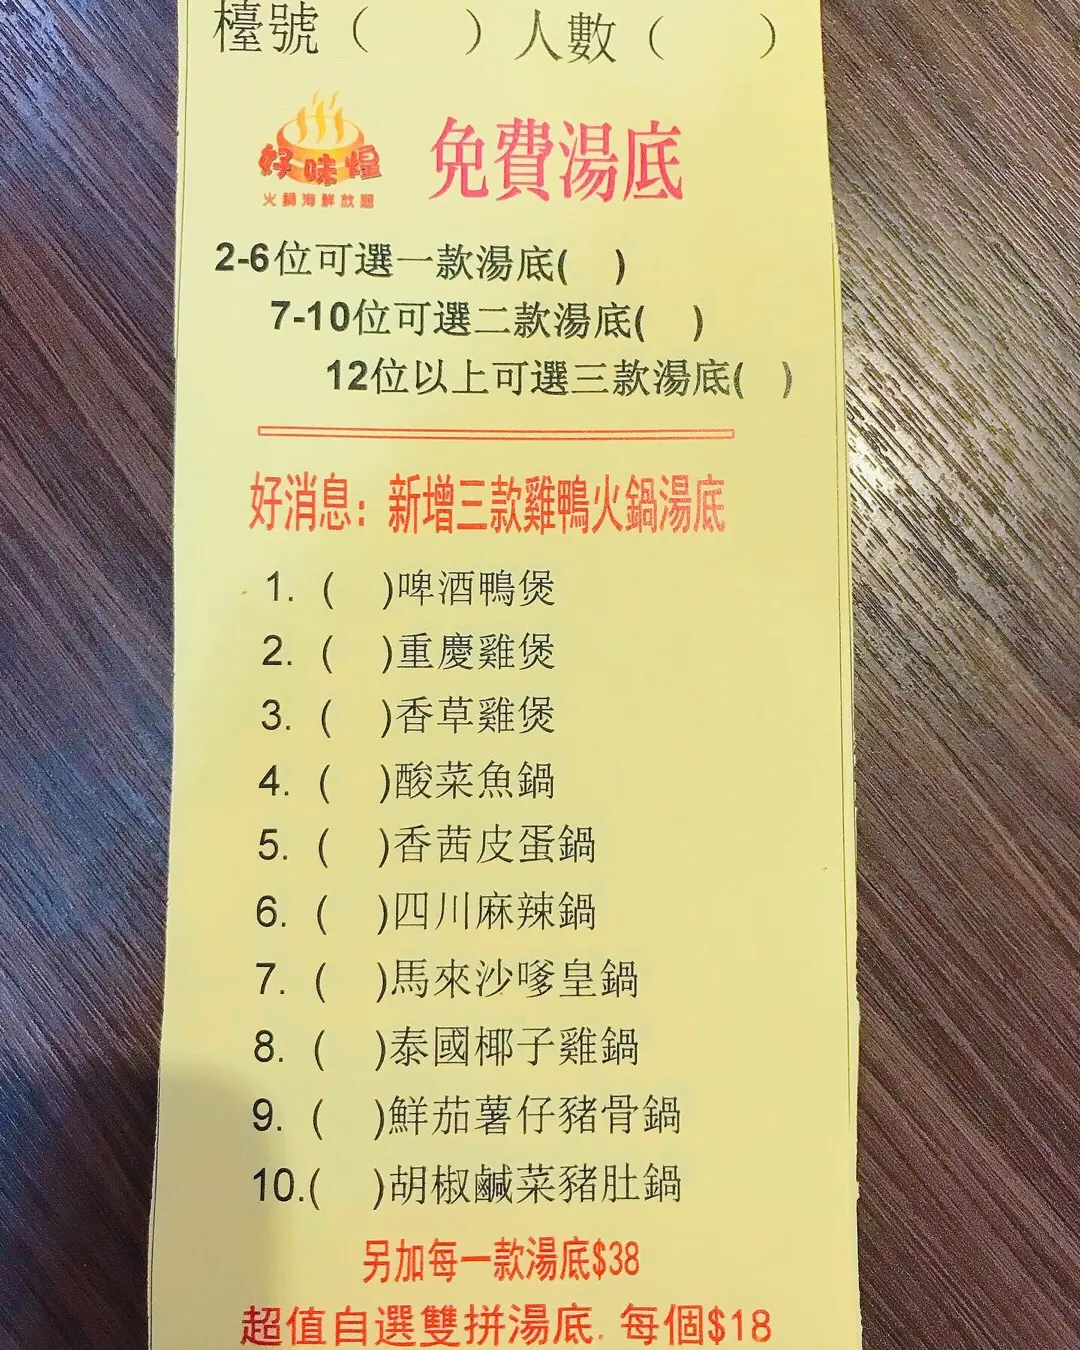 檯號（　　）人數（　　）
好味煌
火鍋海鮮放題
免費湯底
2-6位可選一款湯底(　)
7-10位可選二款湯底(　)
12位以上可選三款湯底(　)
好消息：新增三款雞鴨火鍋湯底
1. (　)啤酒鴨煲
2. (　)重慶雞煲
3. (　)香草雞煲
4. (　)酸菜魚鍋
5. (　)香茜皮蛋鍋
6. (　)四川麻辣鍋
7. (　)馬來沙嗲皇鍋
8. (　)泰國椰子雞鍋
9. (　)鮮茄薯仔豬骨鍋
10.(　)胡椒鹹菜豬肚鍋
另加每一款湯底$38
超值自選雙拼湯底. 每個$18